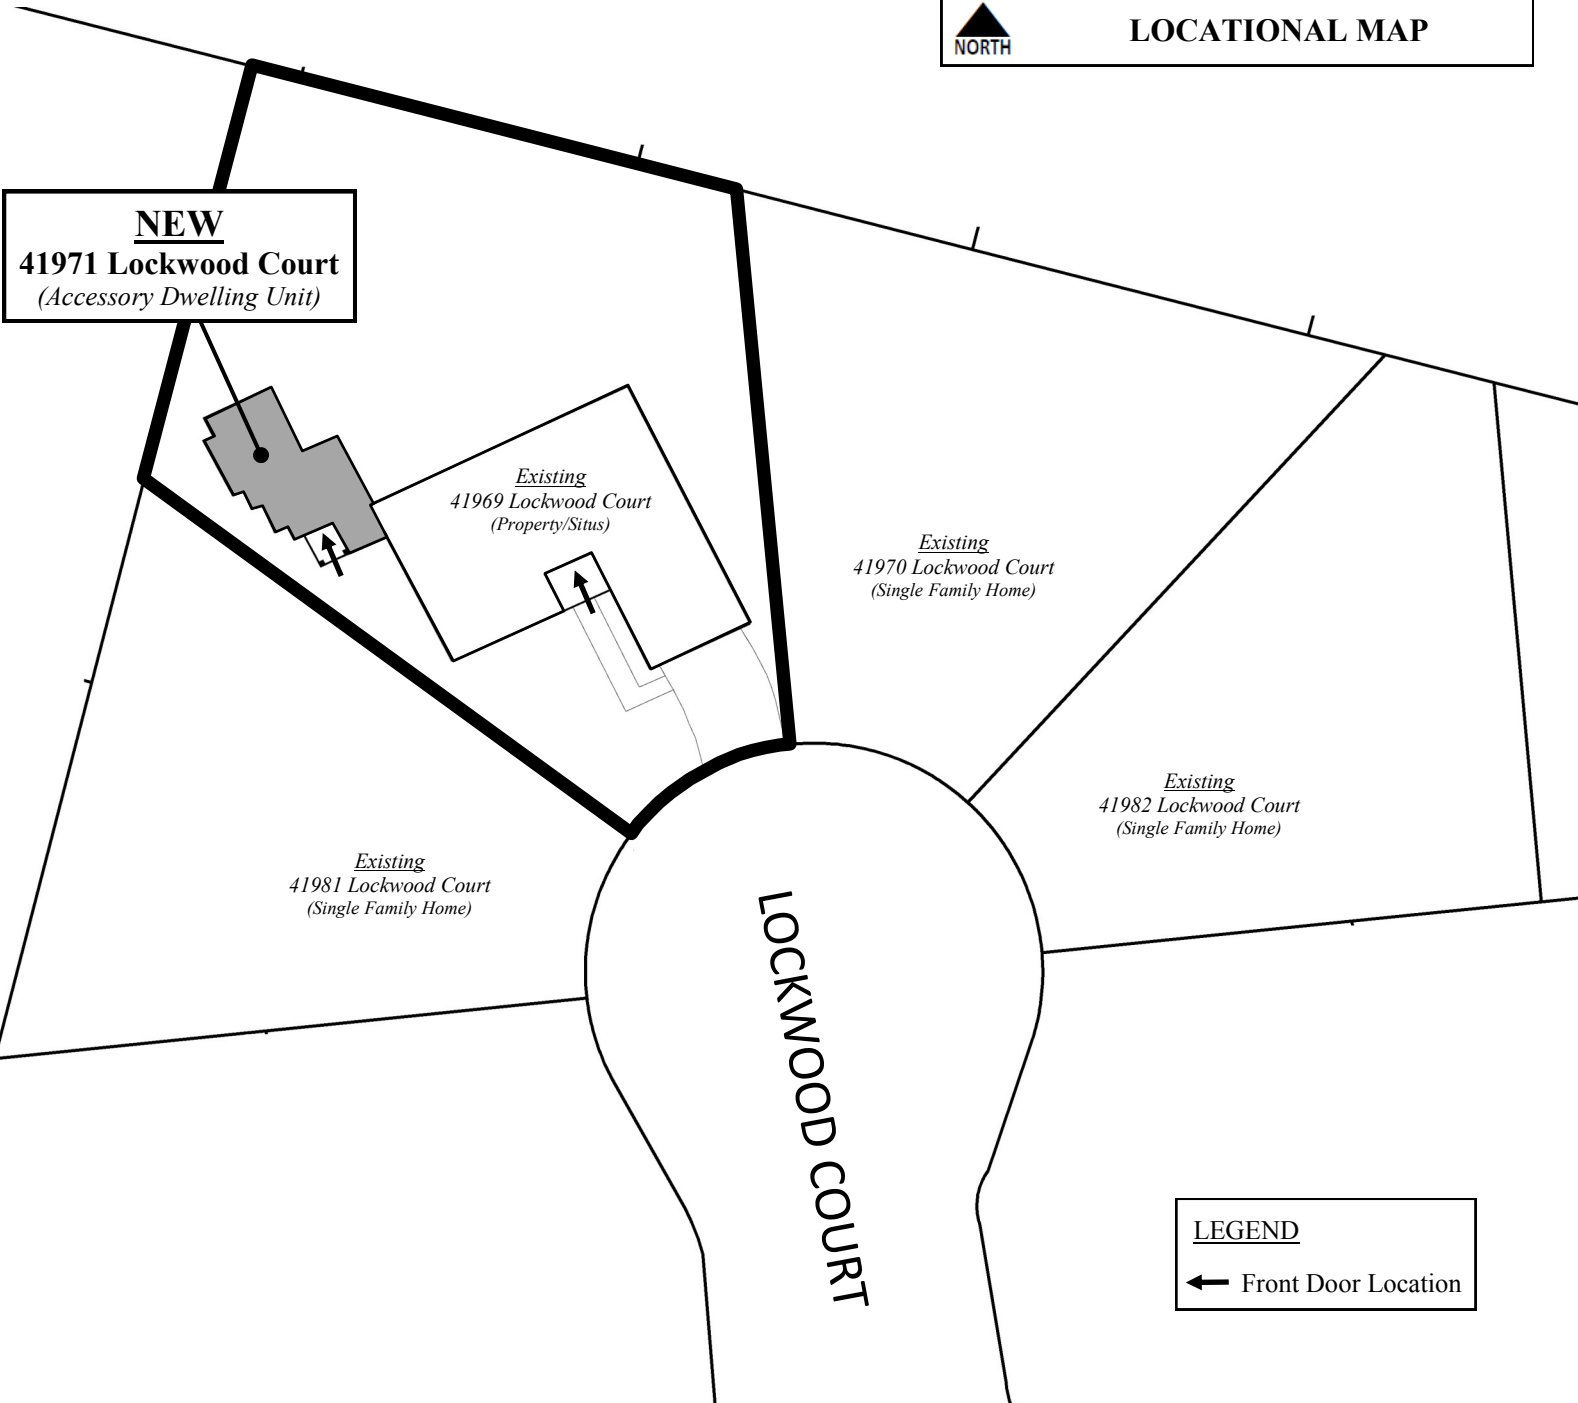 NORTH
LOCATIONAL MAP
NEW
41971 Lockwood Court
(Accessory Dwelling Unit)
Existing
41969 Lockwood Court
(Property/Situs)
Existing
41970 Lockwood Court
(Single Family Home)
Existing
41982 Lockwood Court
(Single Family Home)
Existing
41981 Lockwood Court
(Single Family Home)
LOCKWOOD COURT
LEGEND
Front Door Location